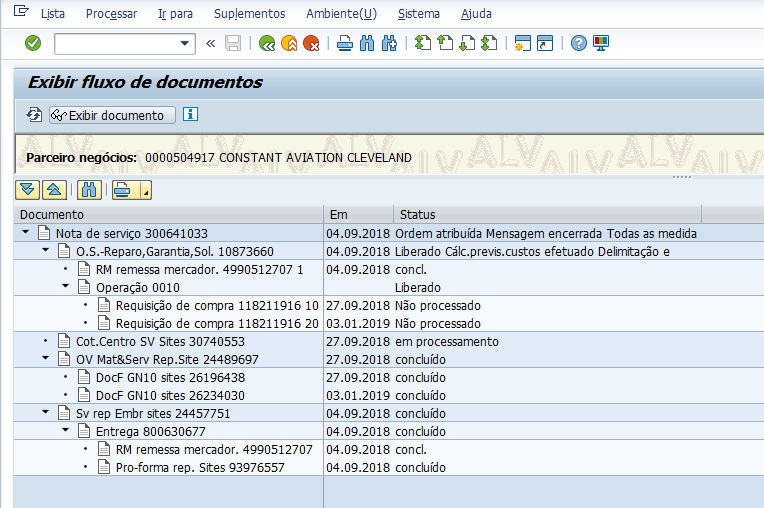 Lista Processar Ir para Suplementos Ambiente(U) Sistema Ajuda
Exibir fluxo de documentos
Exibir documento
Parceiro negócios: 0000504917 CONSTANT AVIATION CLEVELAND
Documento Em Status
Nota de serviço 300641033 04.09.2018 Ordem atribuída Mensagem encerrada Todas as medida
O.S.-Reparo,Garantia,Sol. 10873660 04.09.2018 Liberado Cálc.previs.custos efetuado Delimitação e
RM remessa mercador. 4990512707 1 04.09.2018 concl.
Operação 0010 Liberado
Requisição de compra 118211916 10 27.09.2018 Não processado
Requisição de compra 118211916 20 03.01.2019 Não processado
Cot.Centro SV Sites 30740553 27.09.2018 em processamento
OV Mat&Serv Rep.Site 24489697 27.09.2018 concluído
DocF GN10 sites 26196438 27.09.2018 concluído
DocF GN10 sites 26234030 03.01.2019 concluído
Sv rep Embr sites 24457751 04.09.2018 concluído
Entrega 800630677 04.09.2018 concluído
RM remessa mercador. 4990512707 04.09.2018 concl.
Pro-forma rep. Sites 93976557 04.09.2018 concluído